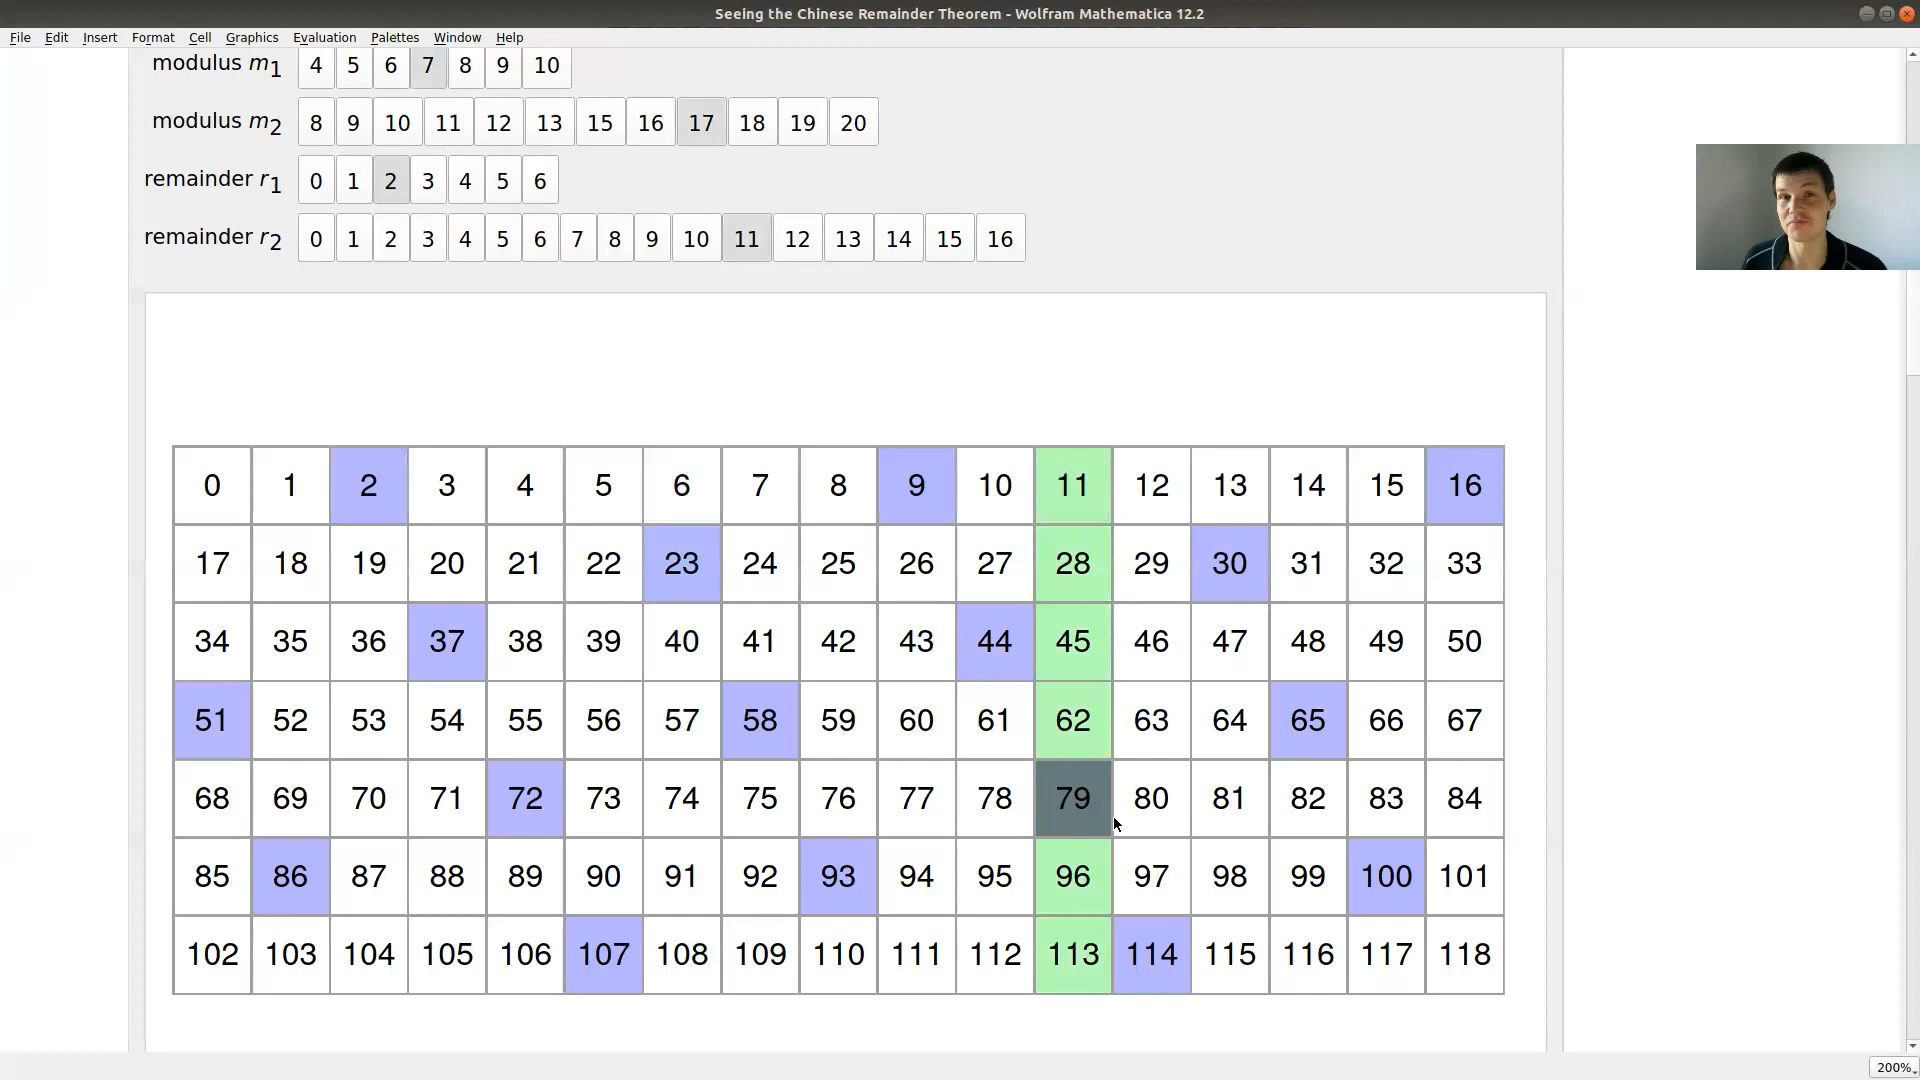 Seeing the Chinese Remainder Theorem - Wolfram Mathematica 12.2
File Edit Insert Format Cell Graphics Evaluation Palettes Window Help
modulus m1 4 5 6 7 8 9 10
modulus m2 8 9 10 11 12 13 15 16 17 18 19 20
remainder r1 0 1 2 3 4 5 6
remainder r2 0 1 2 3 4 5 6 7 8 9 10 11 12 13 14 15 16
0 1 2 3 4 5 6 7 8 9 10 11 12 13 14 15 16
17 18 19 20 21 22 23 24 25 26 27 28 29 30 31 32 33
34 35 36 37 38 39 40 41 42 43 44 45 46 47 48 49 50
51 52 53 54 55 56 57 58 59 60 61 62 63 64 65 66 67
68 69 70 71 72 73 74 75 76 77 78 79 80 81 82 83 84
85 86 87 88 89 90 91 92 93 94 95 96 97 98 99 100 101
102 103 104 105 106 107 108 109 110 111 112 113 114 115 116 117 118
200%